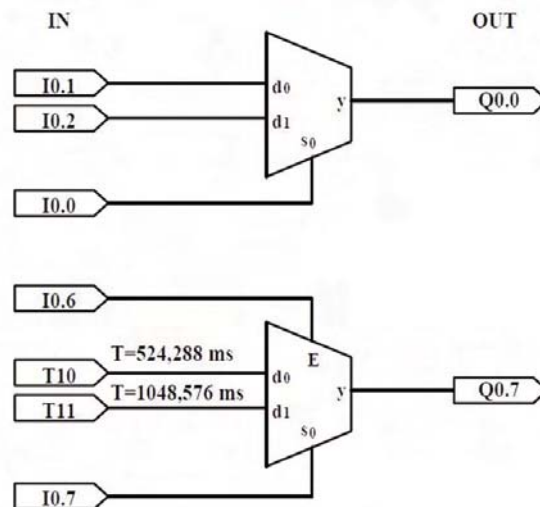 IN OUT
I0.1
d0
y
Q0.0
I0.2
d1
s0
I0.0
I0.6
E
T=524,288 ms
T10
d0
y
Q0.7
T=1048,576 ms
T11
d1
s0
I0.7